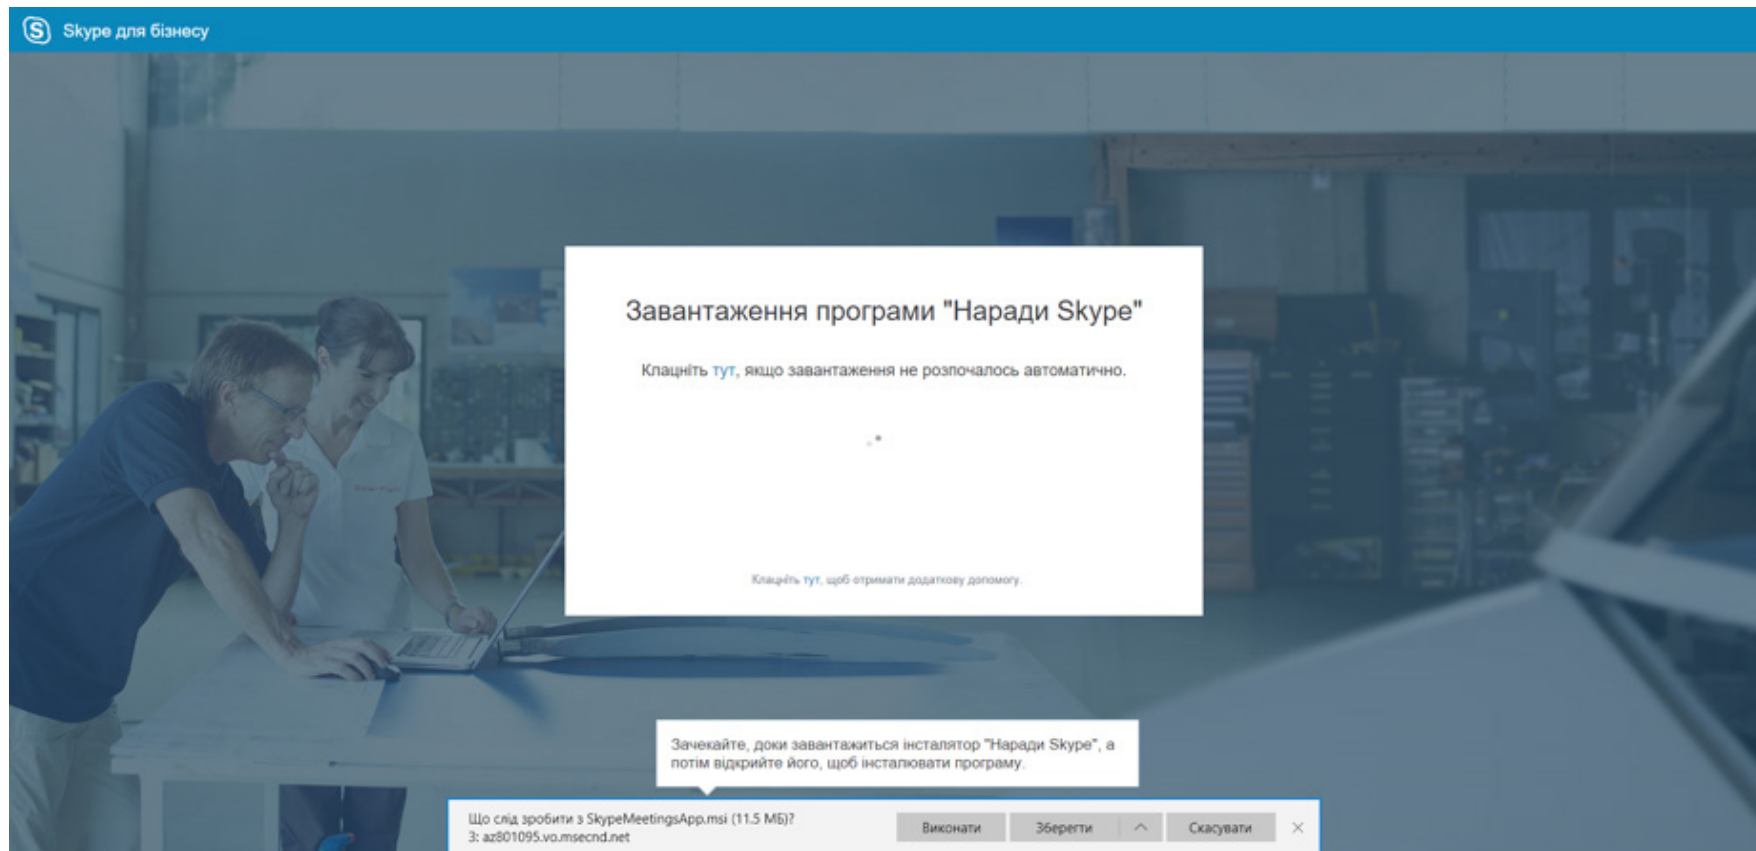 Skype для бізнесу
Завантаження програми "Наради Skype"
Клацніть тут, якщо завантаження не розпочалось автоматично.
Клацніть тут, щоб отримати додаткову допомогу.
Зачекайте, доки завантажиться інсталятор "Наради Skype", а
потім відкрийте його, щоб інсталювати програму.
Що слід зробити з SkypeMeetingsApp.msi (11.5 МБ)?
З: az801095.vo.msecnd.net
Виконати
Зберегти
Скасувати